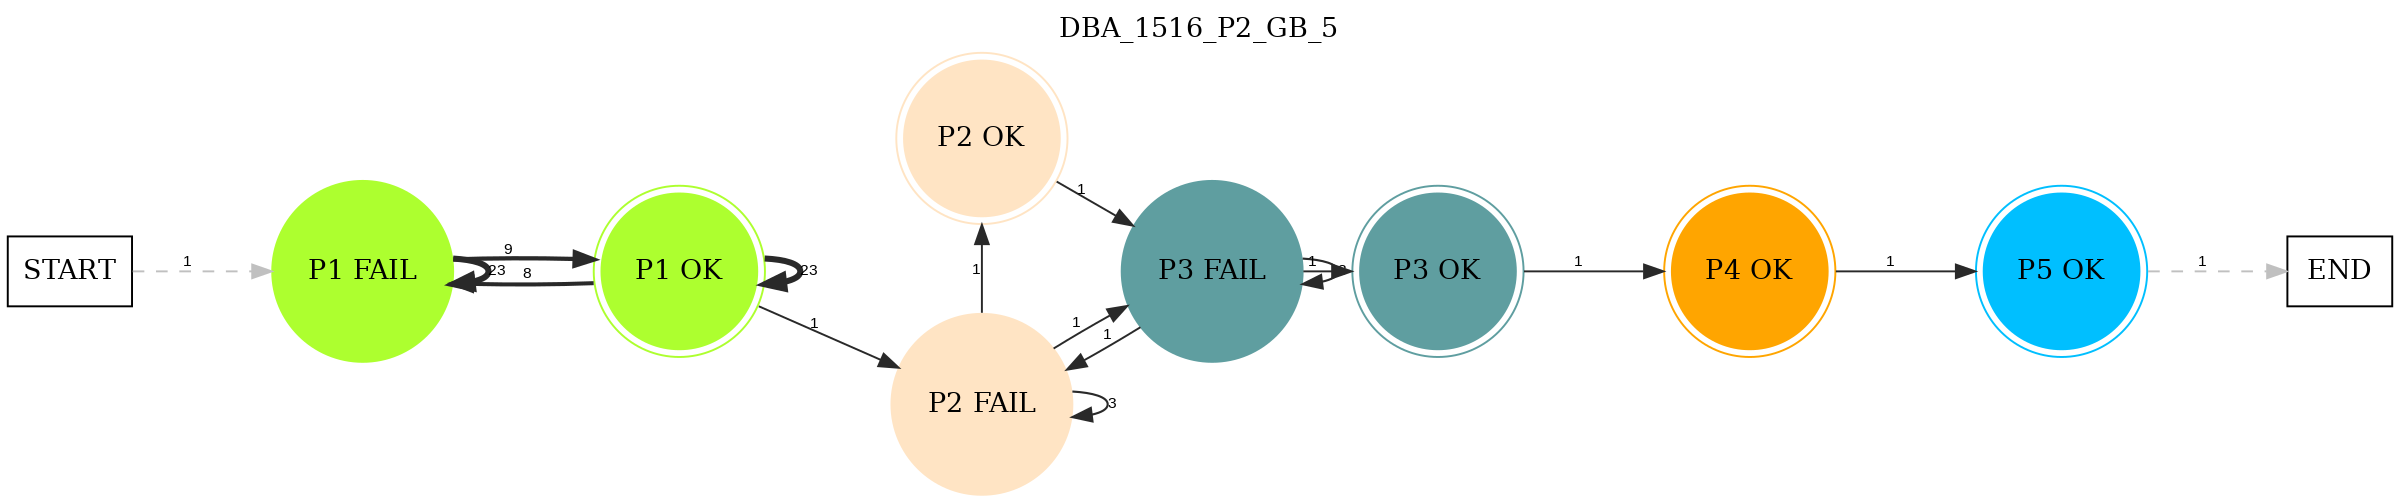 DBA_1516_P2_GB_5
P2 OK
1
START
1
P1 FAIL
9
23
8
P1 OK
23
1
1
P3 FAIL
1
P3 OK
1
P4 OK
1
P5 OK
1
END
1
1
P2 FAIL
3